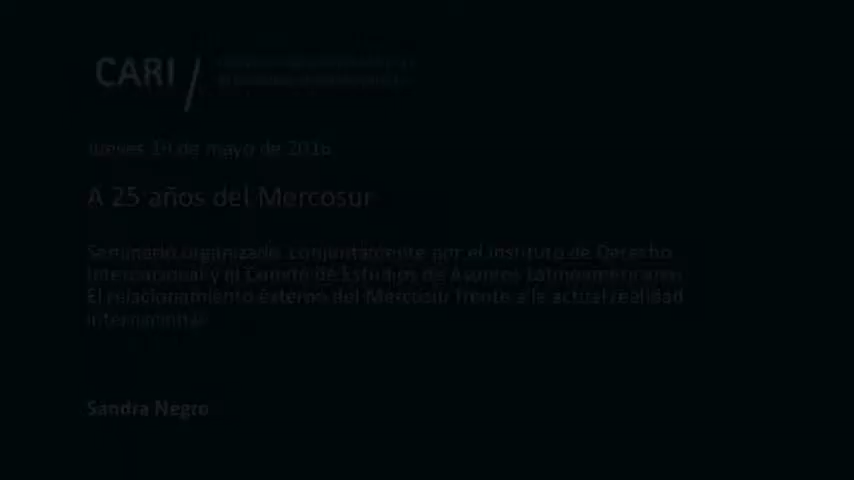 CARI /
Jueves de mayo de 2016
A 25 años del Mercosur
Seminario organizado conjuntamente por el Instituto de Derecho
Internacional y el Comité de Estudios de Asuntos Latinoamericanos
El relacionamiento externo del Mercosur frente a la actual realidad
internacional
Sandra Negro